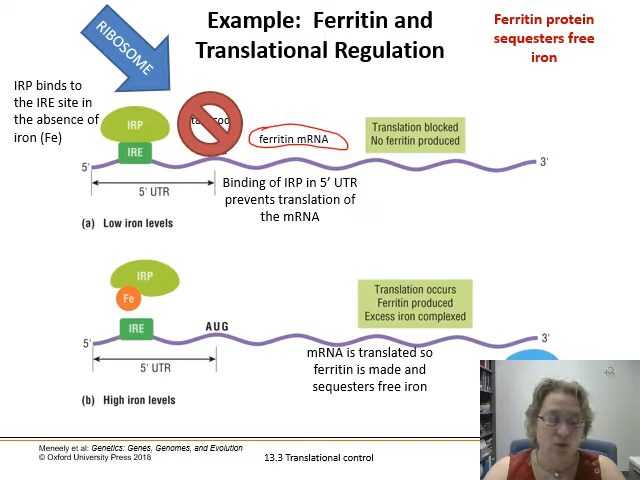 Example: Ferritin and
Translational Regulation
Ferritin protein
sequesters free
iron
RIBOSOME
IRP binds to
the IRE site in
the absence of
iron (Fe)
IRP
IRE
ferritin mRNA
Translation blocked
No ferritin produced
5′
3′
5′ UTR
Binding of IRP in 5’ UTR
prevents translation of
the mRNA
(a) Low iron levels
IRP
Fe
IRE
AUG
Translation occurs
Ferritin produced
Excess iron complexed
5′
3′
5′ UTR
mRNA is translated so
ferritin is made and
sequesters free iron
(b) High iron levels
Meneely et al: Genetics: Genes, Genomes, and Evolution
© Oxford University Press 2018
13.3 Translational control